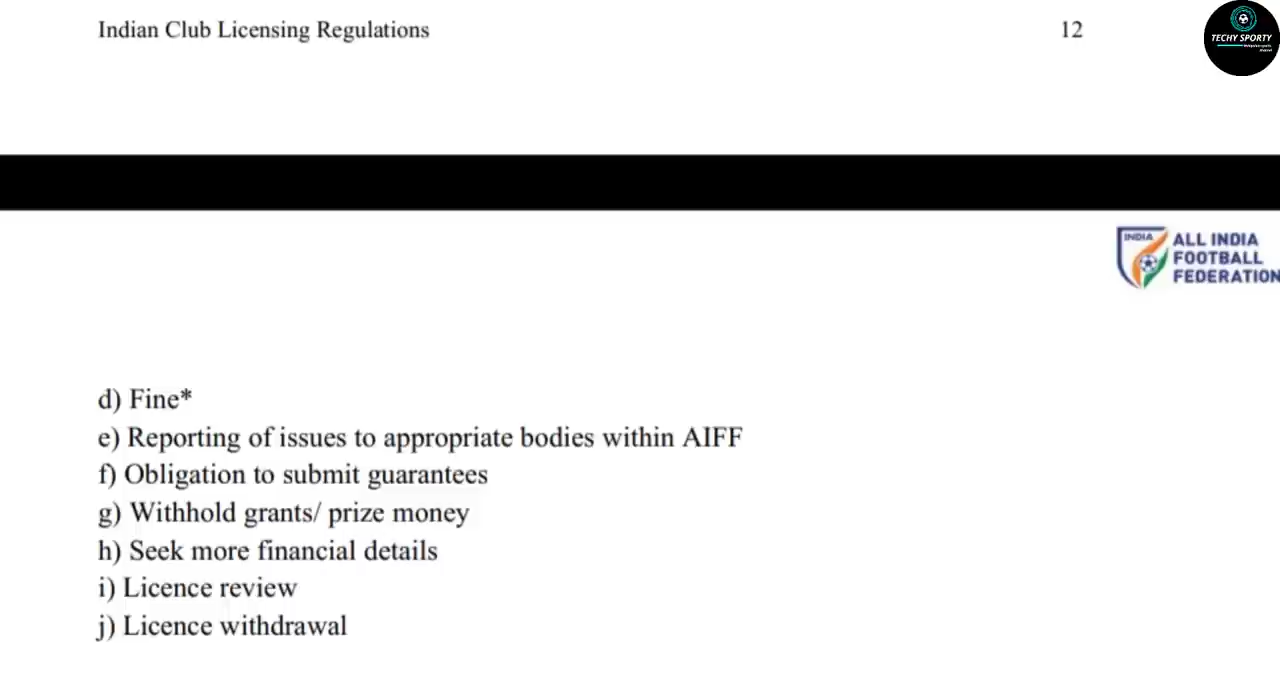 Indian Club Licensing Regulations 12
TECHY SPORTY
INDIA
ALL INDIA
FOOTBALL
FEDERATION
d) Fine*
e) Reporting of issues to appropriate bodies within AIFF
f) Obligation to submit guarantees
g) Withhold grants/ prize money
h) Seek more financial details
i) Licence review
j) Licence withdrawal